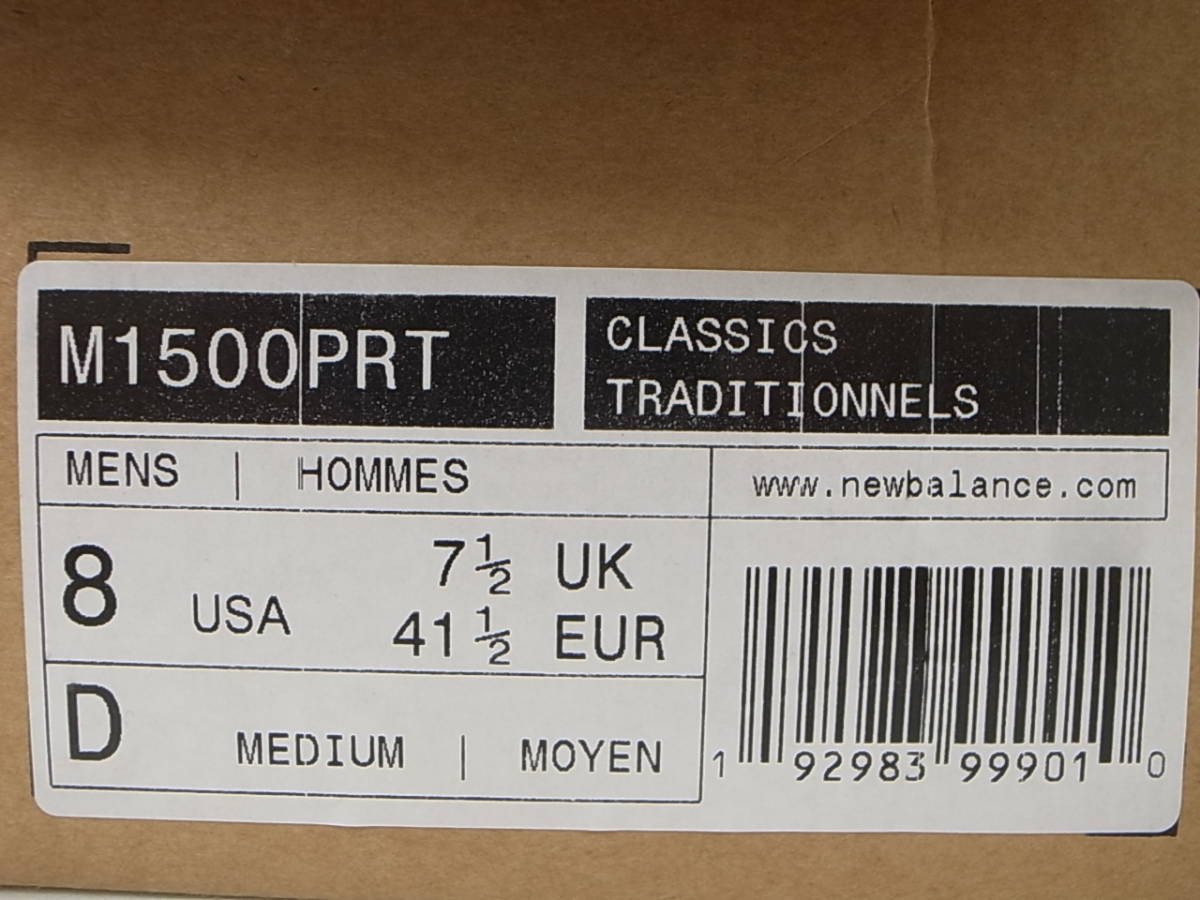 M1500PRT
CLASSICS
TRADITIONNELS
MENS | HOMMES
www.newbalance.com
8 USA
7½ UK
41½ EUR
D MEDIUM | MOYEN
1 92983 99901 0